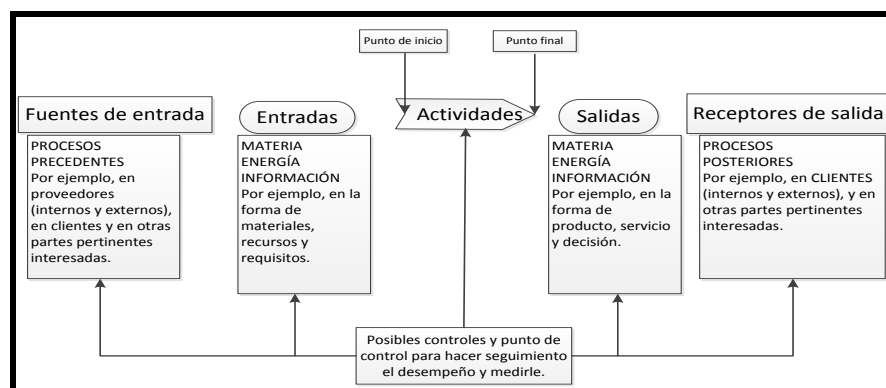 Punto de inicio
Punto final
Fuentes de entrada
Entradas
Actividades
Salidas
Receptores de salida
PROCESOS
PRECEDENTES
Por ejemplo, en
proveedores
(internos y externos),
en clientes y en otras
partes pertinentes
interesadas.
MATERIA
ENERGÍA
INFORMACIÓN
Por ejemplo, en la
forma de
materiales,
recursos y
requisitos.
MATERIA
ENERGÍA
INFORMACIÓN
Por ejemplo, en la
forma de
producto, servicio
y decisión.
PROCESOS
POSTERIORES
Por ejemplo, en CLIENTES
(internos y externos), y en
otras partes pertinentes
interesadas.
Posibles controles y punto de
control para hacer seguimiento
el desempeño y medirle.